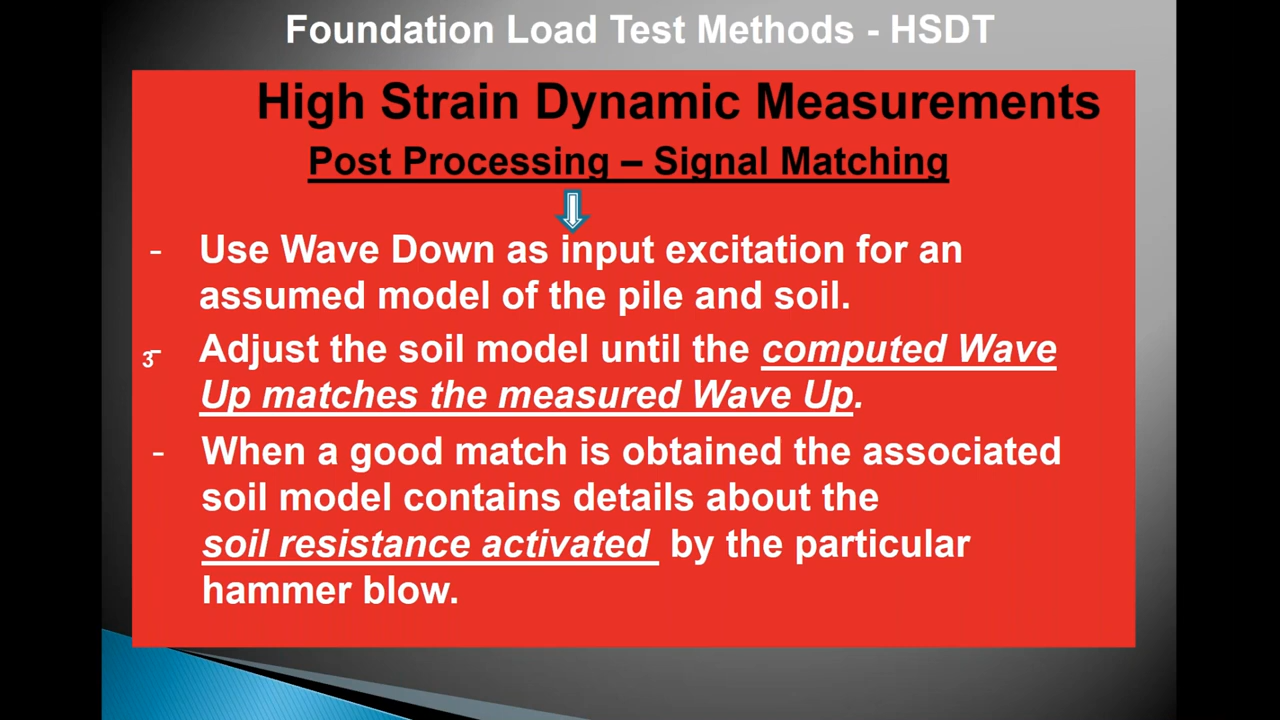 Foundation Load Test Methods - HSDT
High Strain Dynamic Measurements
Post Processing – Signal Matching
- Use Wave Down as input excitation for an
assumed model of the pile and soil.
3
- Adjust the soil model until the computed Wave
Up matches the measured Wave Up.
- When a good match is obtained the associated
soil model contains details about the
soil resistance activated by the particular
hammer blow.